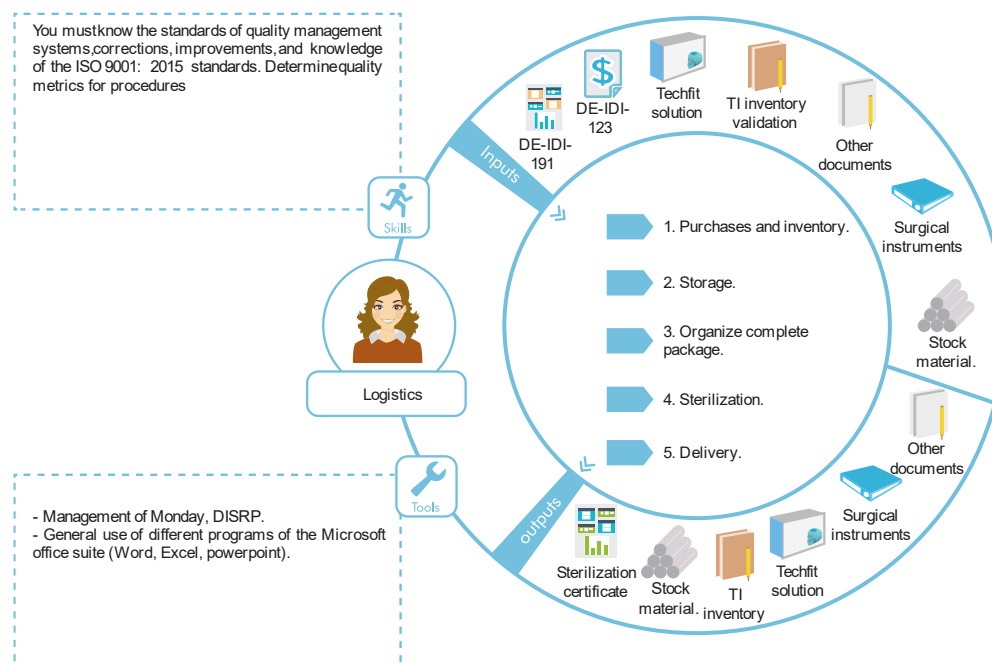 You mustknow the standards of quality management
systems,corrections, improvements, and knowledge
of the ISO 9001: 2015 standards. Determine quality
metrics for procedures
Skills
Logistics
Tools
- Management of Monday, DISRP.
- General use of different programs of the Microsoft
office suite (Word, Excel, powerpoint).
Inputs
DE-IDI-
191
DE-IDI-
123
Techfit
solution
TI inventory
validation
Other
documents
Surgical
instruments
Stock
material.
1. Purchases and inventory.
2. Storage.
3. Organize complete
package.
4. Sterilization.
5. Delivery.
outputs
Sterilization
certificate
Stock
material.
TI
inventory
Techfit
solution
Surgical
instruments
Other
documents